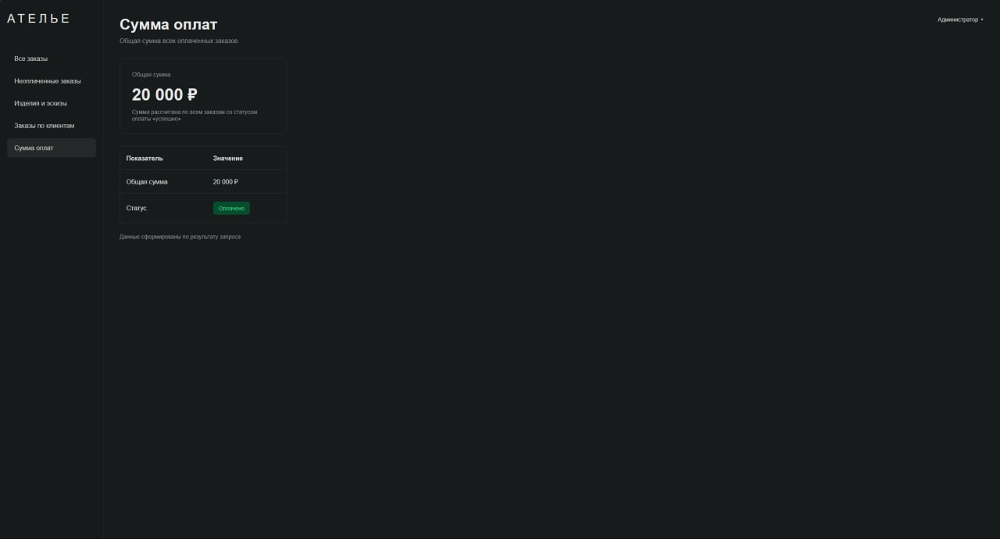 АТЕЛЬЕ
Администратор
Все заказы
Неоплаченные заказы
Изделия и эскизы
Заказы по клиентам
Сумма оплат
Сумма оплат
Общая сумма всех оплаченных заказов
Общая сумма
20 000 ₽
Сумма рассчитана по всем заказам со статусом
оплаты «успешно»
Показатель Значение
Общая сумма 20 000 ₽
Статус Оплачено
Данные сформированы по результату запроса